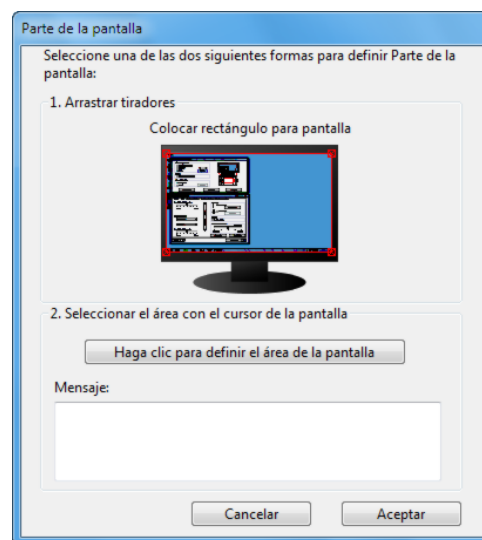 Parte de la pantalla
Seleccione una de las dos siguientes formas para definir Parte de la
pantalla:
1. Arrastrar tiradores
Colocar rectángulo para pantalla
2. Seleccionar el área con el cursor de la pantalla
Haga clic para definir el área de la pantalla
Mensaje:
Cancelar
Aceptar